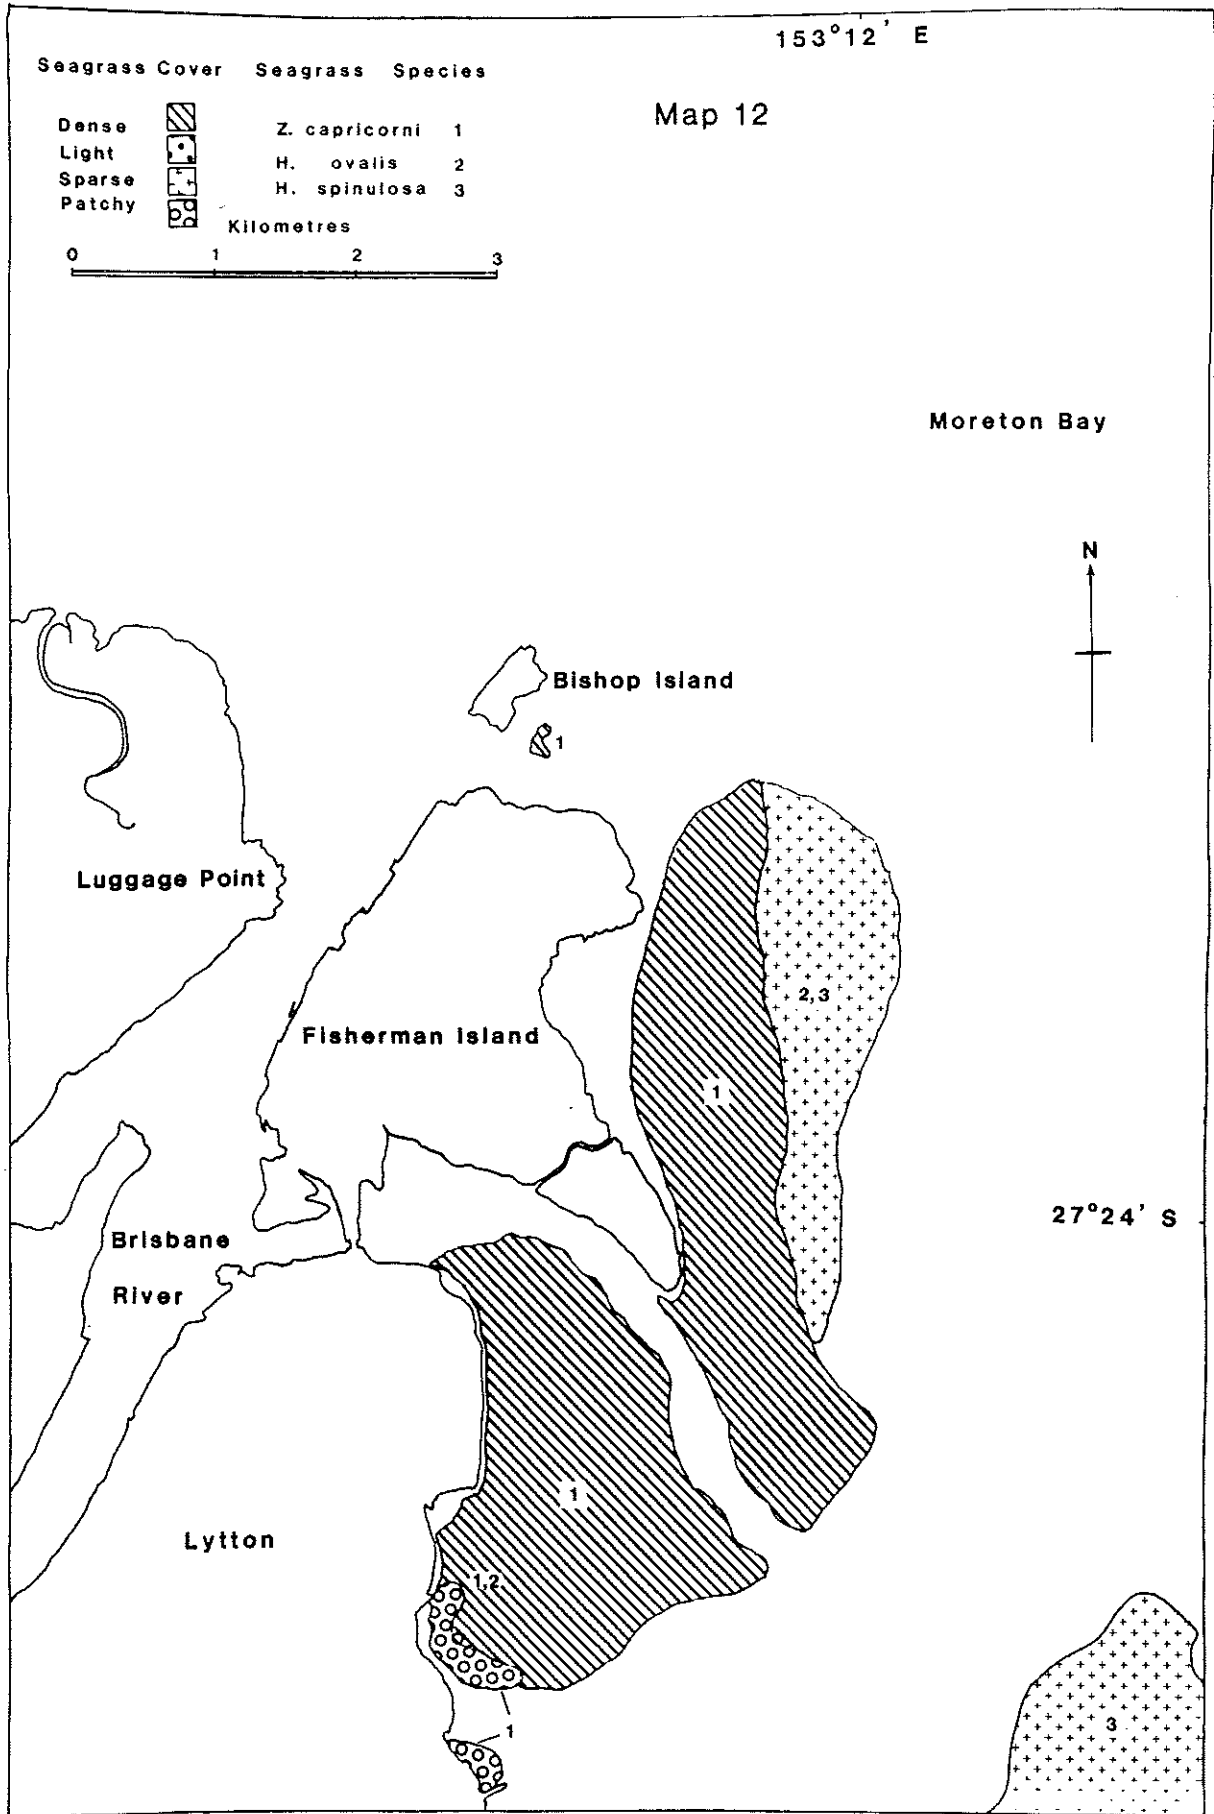 153°12' E
Seagrass Cover Seagrass Species
Map 12
Dense Z. capricorni 1
Light
H. ovalis 2
Sparse H. spinulosa 3
Patchy
Kilometres
0 1 2 3
Moreton Bay
N
Bishop Island
1
Luggage Point
2,3
Fisherman Island
1
27°24' S
Brisbane
River
1
Lytton
1,2
3
1